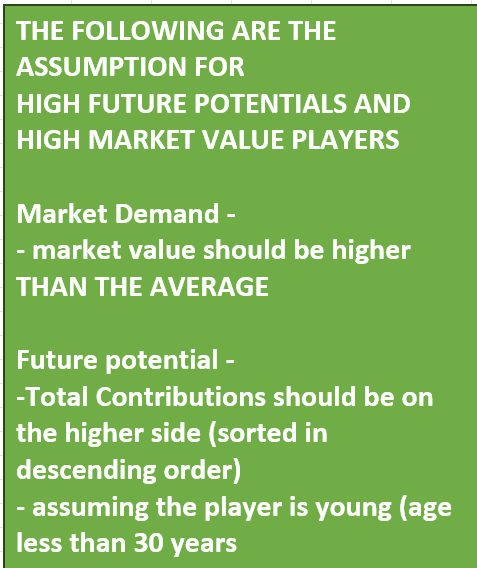 THE FOLLOWING ARE THE
ASSUMPTION FOR
HIGH FUTURE POTENTIALS AND
HIGH MARKET VALUE PLAYERS
Market Demand -
- market value should be higher
THAN THE AVERAGE
Future potential -
-Total Contributions should be on
the higher side (sorted in
descending order)
- assuming the player is young (age
less than 30 years